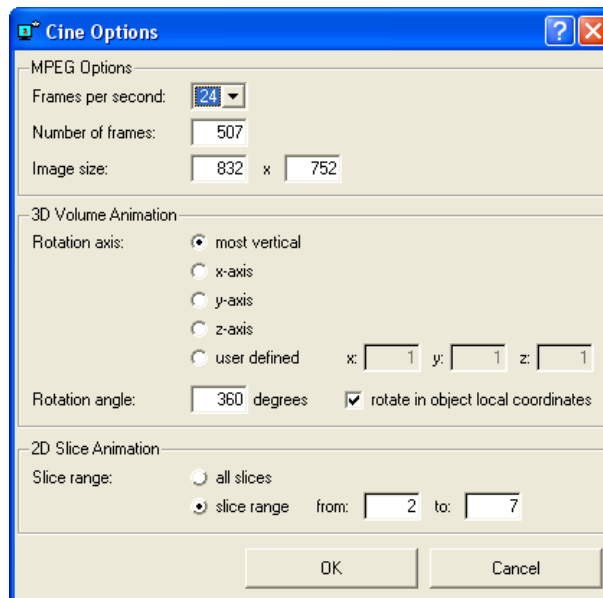 Cine Options
MPEG Options
Frames per second: 24
Number of frames: 507
Image size: 832 x 752
3D Volume Animation
Rotation axis: most vertical
x-axis
y-axis
z-axis
user defined x: 1 y: 1 z: 1
Rotation angle: 360 degrees rotate in object local coordinates
2D Slice Animation
Slice range: all slices
slice range from: 2 to: 7
OK Cancel